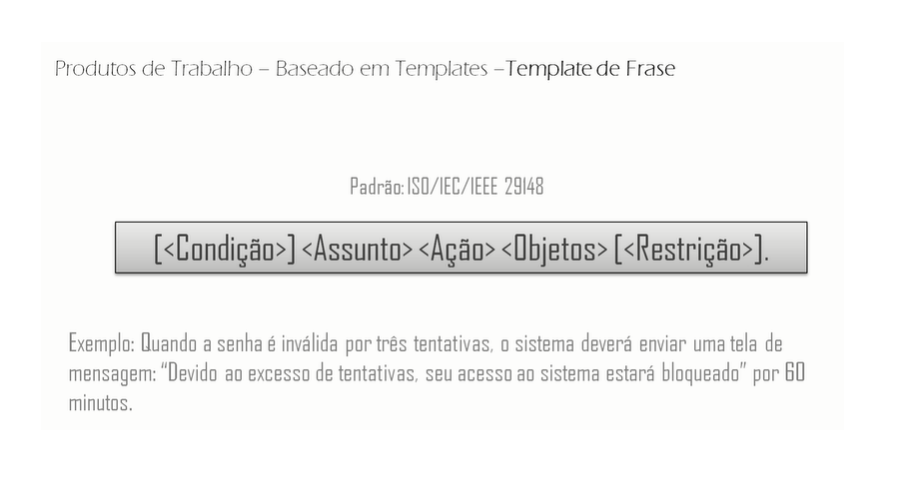 Produtos de Trabalho – Baseado em Templates –Template de Frase
Padrão: ISO/IEC/IEEE 29148
[<Condição>] <Assunto> <Ação> <Objetos> [<Restrição>].
Exemplo: Quando a senha é inválida por três tentativas, o sistema deverá enviar uma tela de
mensagem: “Devido ao excesso de tentativas, seu acesso ao sistema estará bloqueado” por 60
minutos.